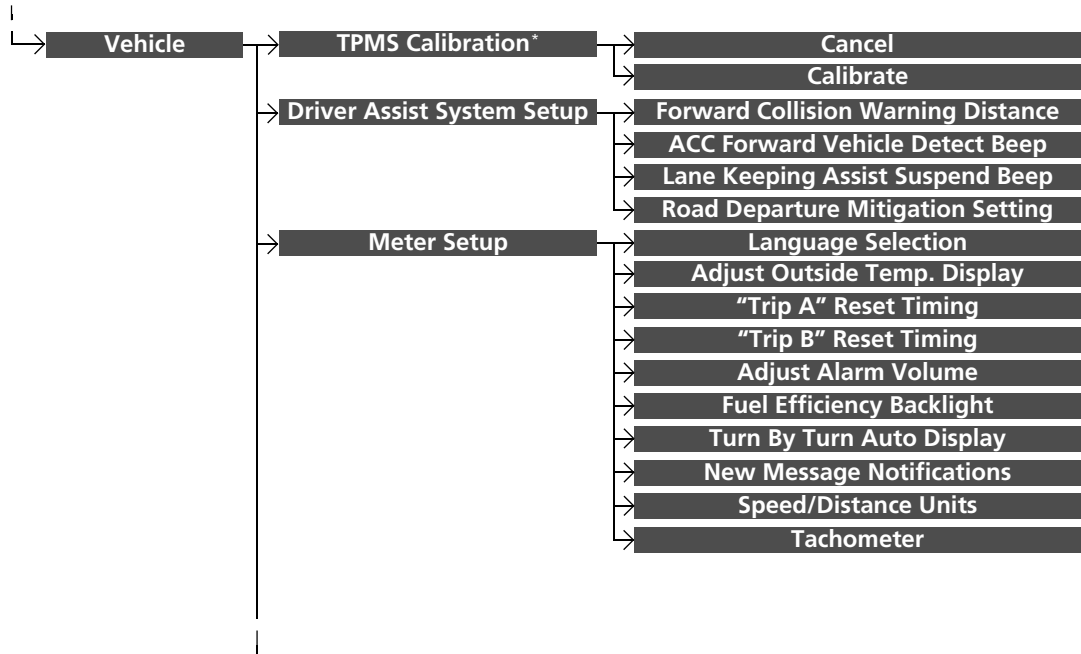 Vehicle
TPMS Calibration*
Cancel
Calibrate
Driver Assist System Setup
Forward Collision Warning Distance
ACC Forward Vehicle Detect Beep
Lane Keeping Assist Suspend Beep
Road Departure Mitigation Setting
Meter Setup
Language Selection
Adjust Outside Temp. Display
“Trip A” Reset Timing
“Trip B” Reset Timing
Adjust Alarm Volume
Fuel Efficiency Backlight
Turn By Turn Auto Display
New Message Notifications
Speed/Distance Units
Tachometer